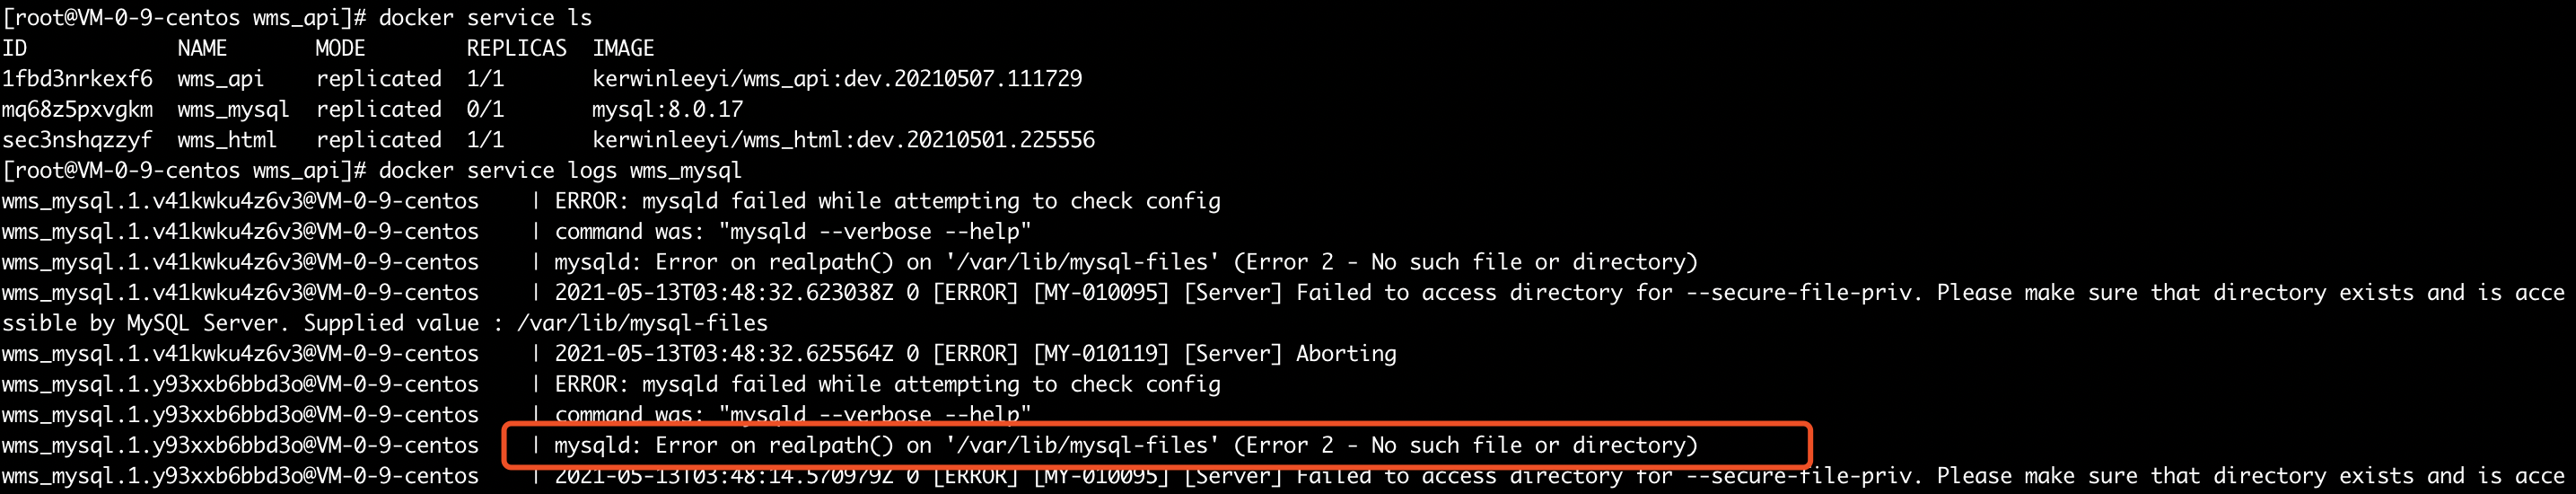 [root@VM-0-9-centos wms_api]# docker service ls
ID            NAME       MODE        REPLICAS  IMAGE
1fbd3nrkexf6  wms_api    replicated  1/1       kerwinleeyi/wms_api:dev.20210507.111729
mq68z5pxvgkm  wms_mysql  replicated  0/1       mysql:8.0.17
sec3nshqzzyf  wms_html   replicated  1/1       kerwinleeyi/wms_html:dev.20210501.225556
[root@VM-0-9-centos wms_api]# docker service logs wms_mysql
wms_mysql.1.v41kwku4z6v3@VM-0-9-centos    | ERROR: mysqld failed while attempting to check config
wms_mysql.1.v41kwku4z6v3@VM-0-9-centos    | command was: "mysqld --verbose --help"
wms_mysql.1.v41kwku4z6v3@VM-0-9-centos    | mysqld: Error on realpath() on '/var/lib/mysql-files' (Error 2 - No such file or directory)
wms_mysql.1.v41kwku4z6v3@VM-0-9-centos    | 2021-05-13T03:48:32.623038Z 0 [ERROR] [MY-010095] [Server] Failed to access directory for --secure-file-priv. Please make sure that directory exists and is acce
ssible by MySQL Server. Supplied value : /var/lib/mysql-files
wms_mysql.1.v41kwku4z6v3@VM-0-9-centos    | 2021-05-13T03:48:32.625564Z 0 [ERROR] [MY-010119] [Server] Aborting
wms_mysql.1.y93xxb6bbd3o@VM-0-9-centos    | ERROR: mysqld failed while attempting to check config
wms_mysql.1.y93xxb6bbd3o@VM-0-9-centos    | command was: "mysqld --verbose --help"
wms_mysql.1.y93xxb6bbd3o@VM-0-9-centos    | mysqld: Error on realpath() on '/var/lib/mysql-files' (Error 2 - No such file or directory)
wms_mysql.1.y93xxb6bbd3o@VM-0-9-centos    | 2021-05-13T03:48:14.570979Z 0 [ERROR] [MY-010095] [Server] Failed to access directory for --secure-file-priv. Please make sure that directory exists and is acce